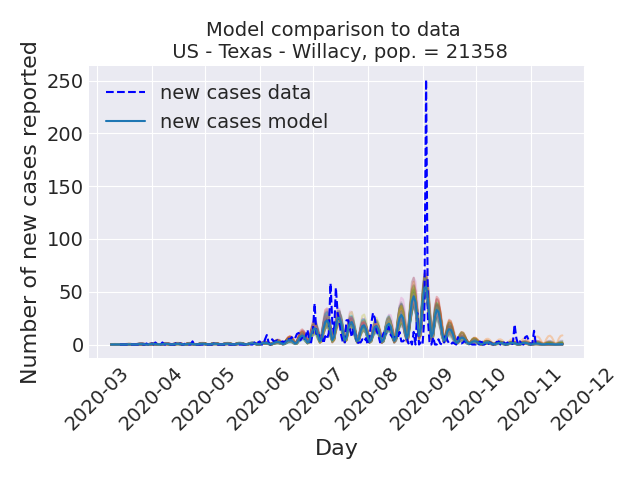 Model comparison to data
US - Texas - Willacy, pop. = 21358
Number of new cases reported
250
200
150
100
50
0
new cases data
new cases model
2020-03
2020-04
2020-05
2020-06
2020-07
2020-08
2020-09
2020-10
2020-11
2020-12
Day